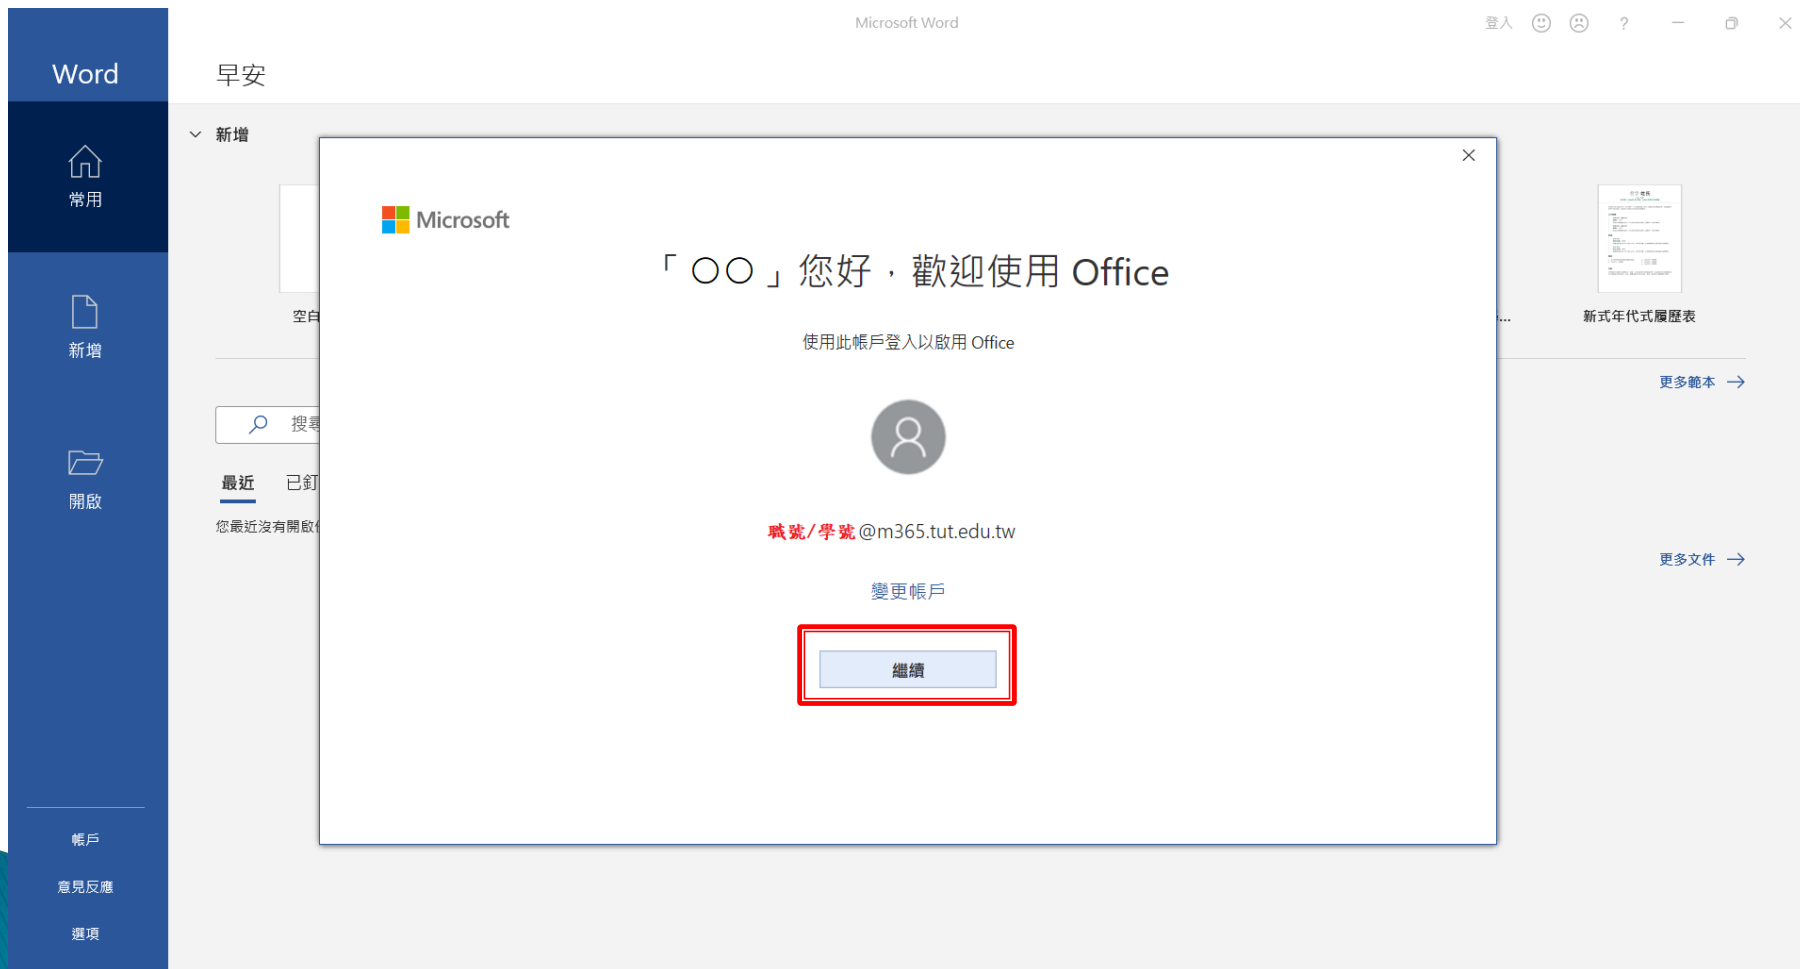 Microsoft Word
登入
?
Word
早安
常用
新增
開啟
帳戶
意見反應
選項
新增
空白
...
新式年代式履歷表
更多範本
搜尋
最近
已釘
您最近沒有開啟
更多文件
Microsoft
「 〇〇 」您好，歡迎使用 Office
使用此帳戶登入以啟用 Office
職號/學號@m365.tut.edu.tw
變更帳戶
繼續